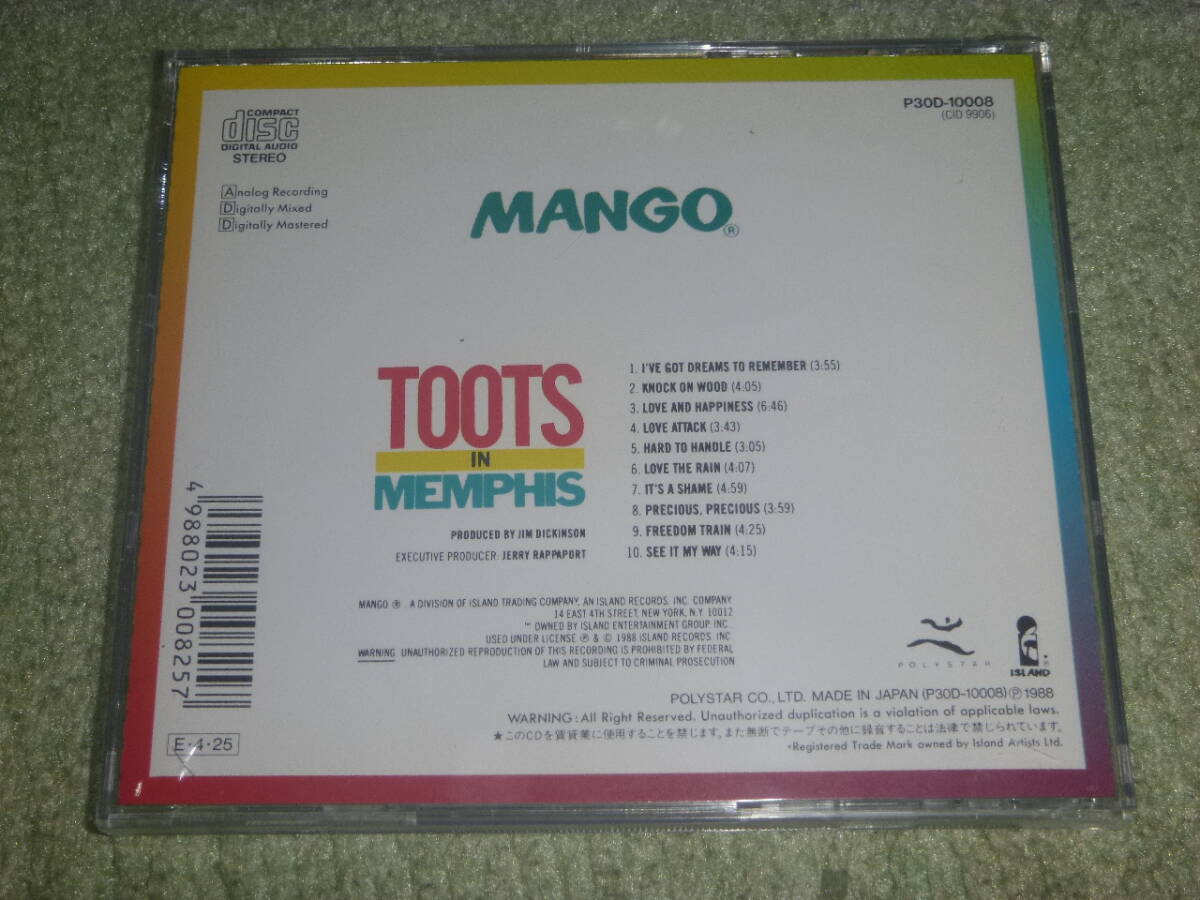 COMPACT
disc
DIGITAL AUDIO
STEREO
P30D-10008
(CID 9906)
Analog Recording
Digitally Mixed
Digitally Mastered
MANGO®
TOOTS
IN
MEMPHIS
PRODUCED BY JIM DICKINSON
EXECUTIVE PRODUCER: JERRY RAPPAPORT
1. I'VE GOT DREAMS TO REMEMBER (3:55)
2. KNOCK ON WOOD (4:05)
3. LOVE AND HAPPINESS (6:46)
4. LOVE ATTACK (3:43)
5. HARD TO HANDLE (3:05)
6. LOVE THE RAIN (4:07)
7. IT'S A SHAME (4:59)
8. PRECIOUS, PRECIOUS (3:59)
9. FREEDOM TRAIN (4:25)
10. SEE IT MY WAY (4:15)
MANGO ®. A DIVISION OF ISLAND TRADING COMPANY, AN ISLAND RECORDS, INC. COMPANY
14 EAST 4TH STREET, NEW YORK, N.Y. 10012
™ OWNED BY ISLAND ENTERTAINMENT GROUP, INC.
USED UNDER LICENSE ℗ & © 1988 ISLAND RECORDS, INC
WARNING: UNAUTHORIZED REPRODUCTION OF THIS RECORDING IS PROHIBITED BY FEDERAL
LAW AND SUBJECT TO CRIMINAL PROSECUTION
POLYSTAR
ISLAND®*
POLYSTAR CO., LTD. MADE IN JAPAN (P30D-10008) ℗ 1988
WARNING: All Right Reserved. Unauthorized duplication is a violation of applicable laws.
★このCDを賃貸業に使用することを禁じます。また無断でテープその他に録音することは法律で禁じられています。
*Registered Trade Mark owned by Island Artists Ltd.
4 988023 008257
E・4・25